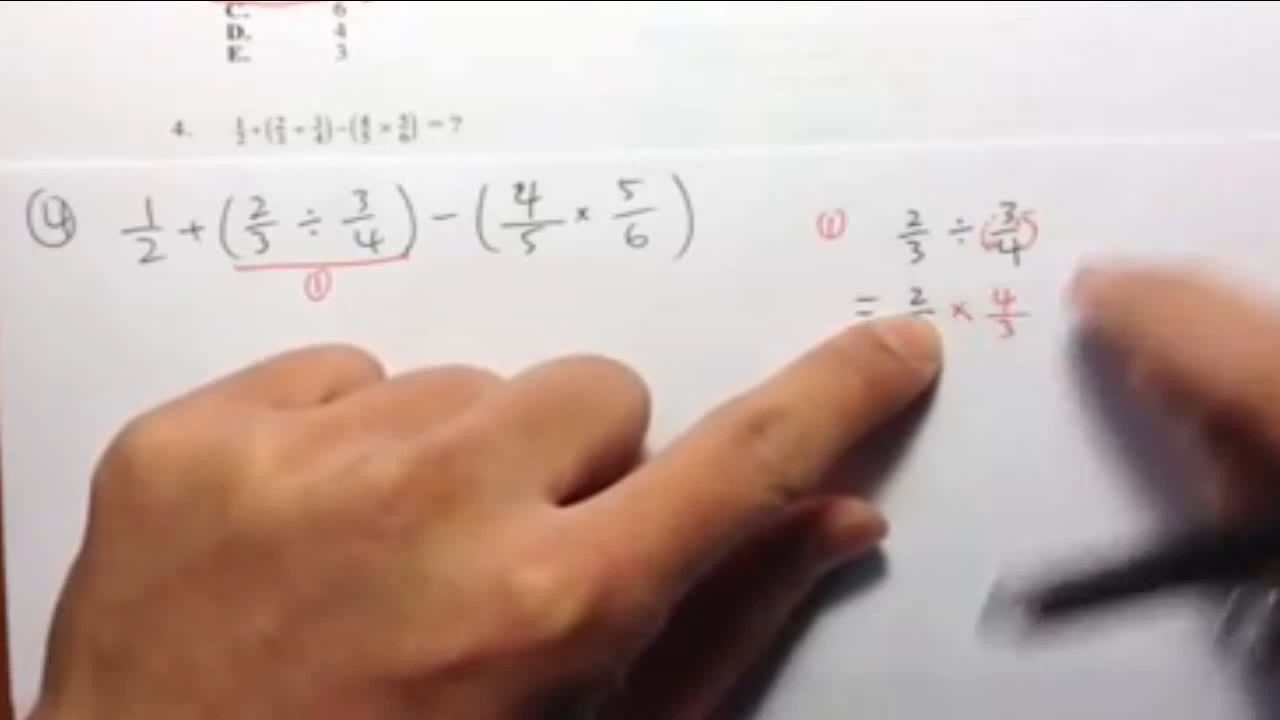 C. 6
D. 4
E. 3
4. 1/2 + (2/3 ÷ 3/4) − (4/5 × 5/6) = ?
④ 1/2 + (2/3 ÷ 3/4) − (4/5 × 5/6)
①
① 2/3 ÷ 3/4
= 2 × 4/3